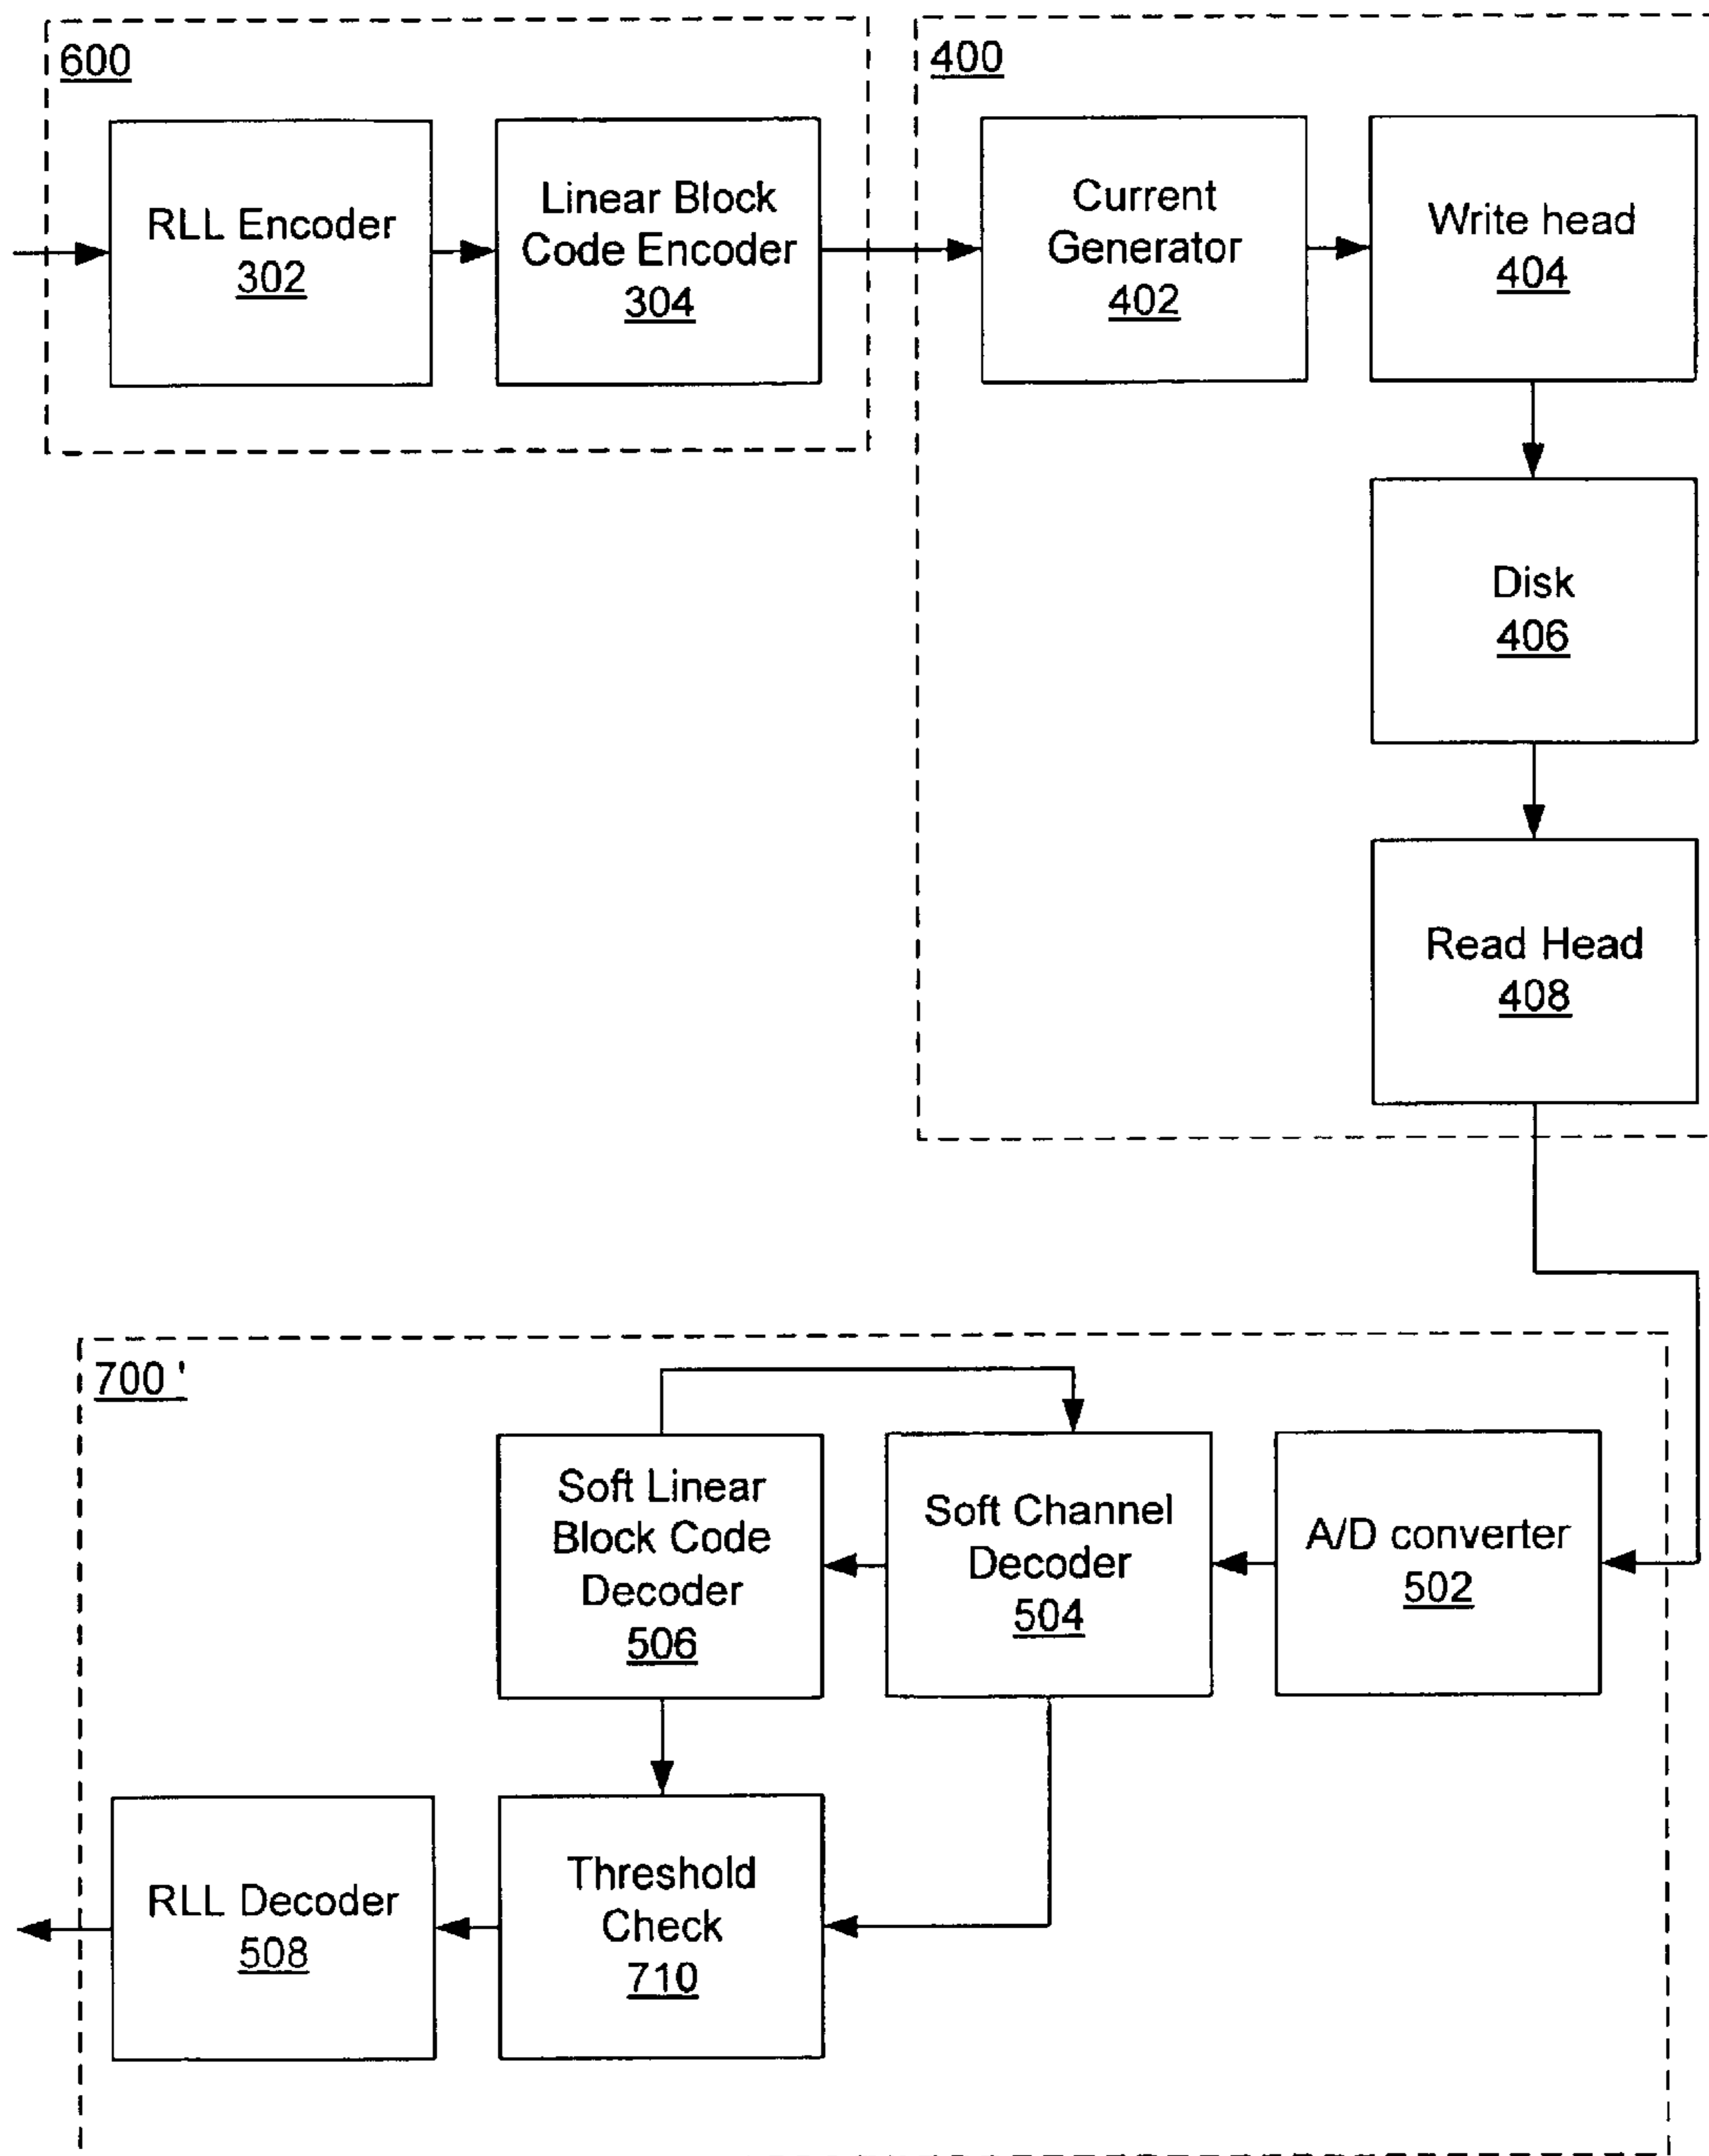 600
RLL Encoder
302
Linear Block
Code Encoder
304
400
Current
Generator
402
Write head
404
Disk
406
Read Head
408
700 '
Soft Linear
Block Code
Decoder
506
Soft Channel
Decoder
504
A/D converter
502
RLL Decoder
508
Threshold
Check
710